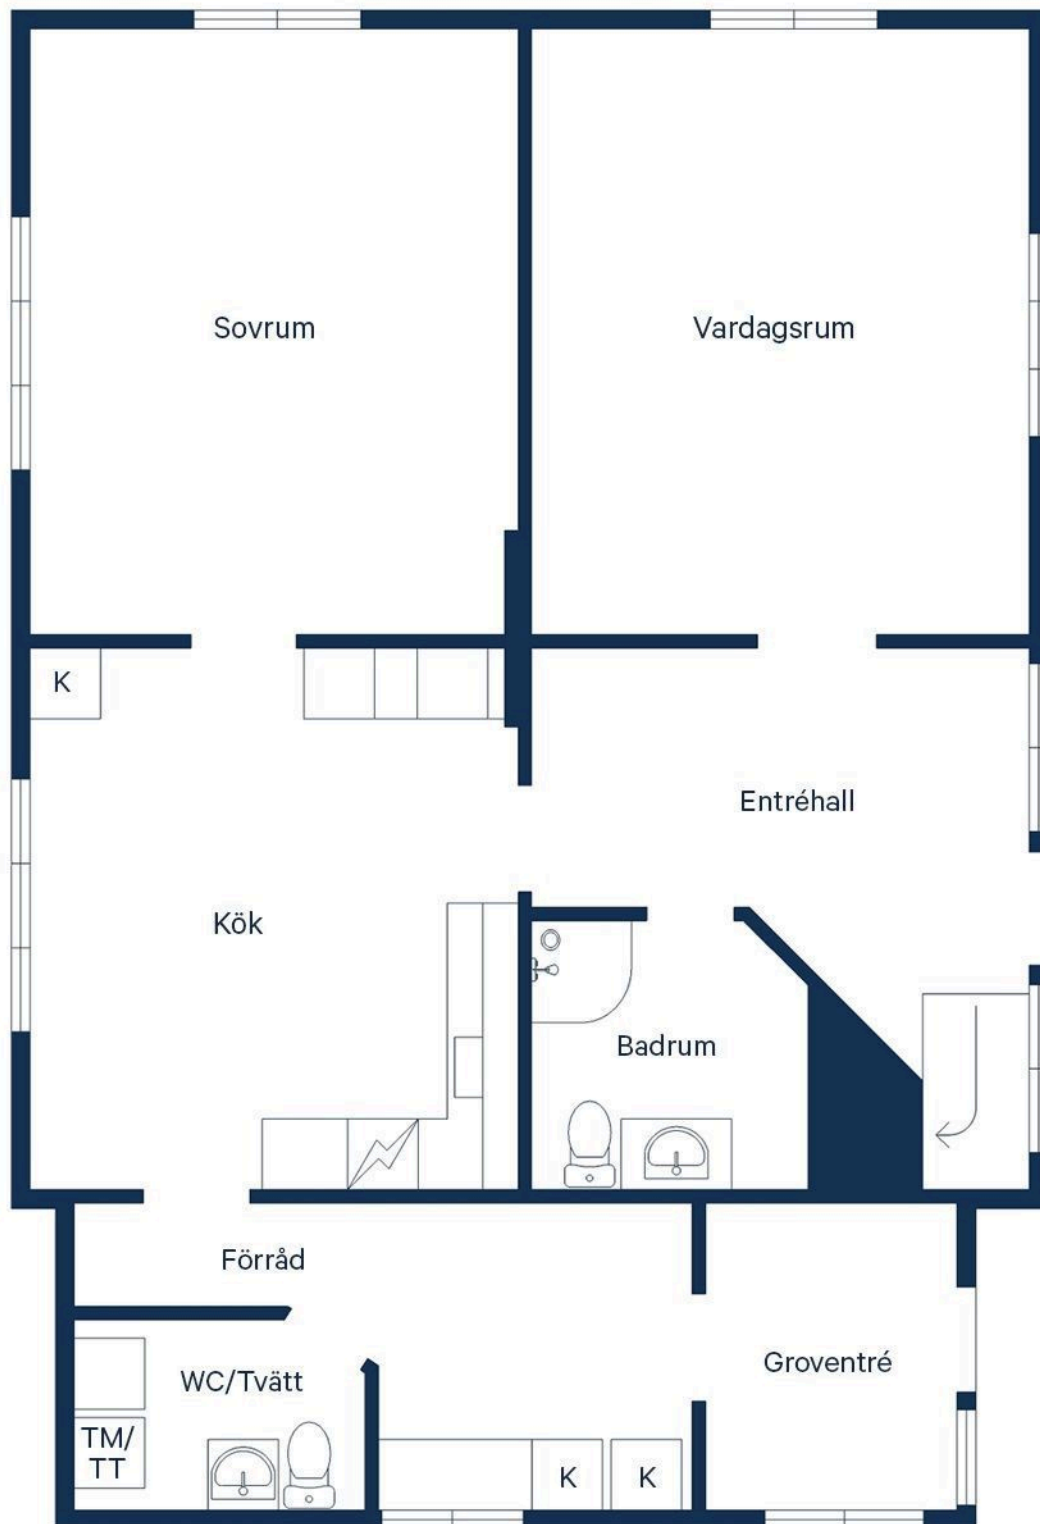 Sovrum
Vardagsrum
K
Entréhall
Kök
Badrum
Förråd
WC/Tvätt
Groventré
TM/
TT
K
K